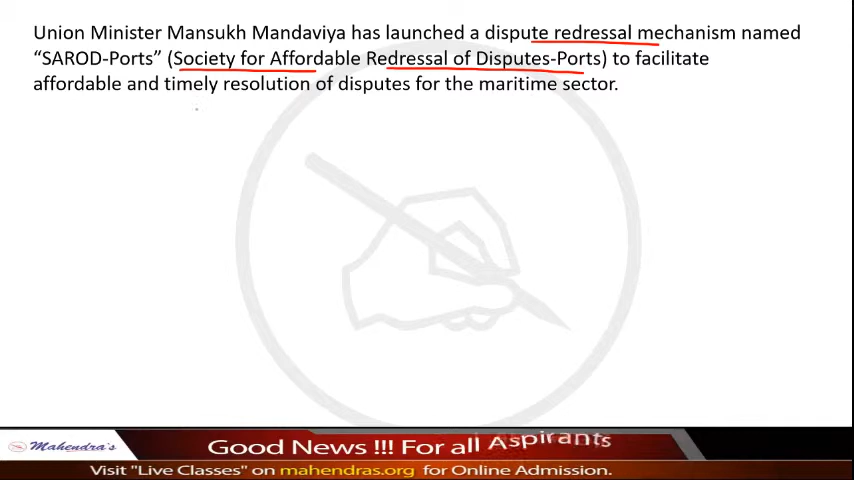 Union Minister Mansukh Mandaviya has launched a dispute redressal mechanism named
“SAROD-Ports” (Society for Affordable Redressal of Disputes-Ports) to facilitate
affordable and timely resolution of disputes for the maritime sector.
Mahendra's
Good News !!! For all Aspirants
Visit "Live Classes" on mahendras.org for Online Admission.